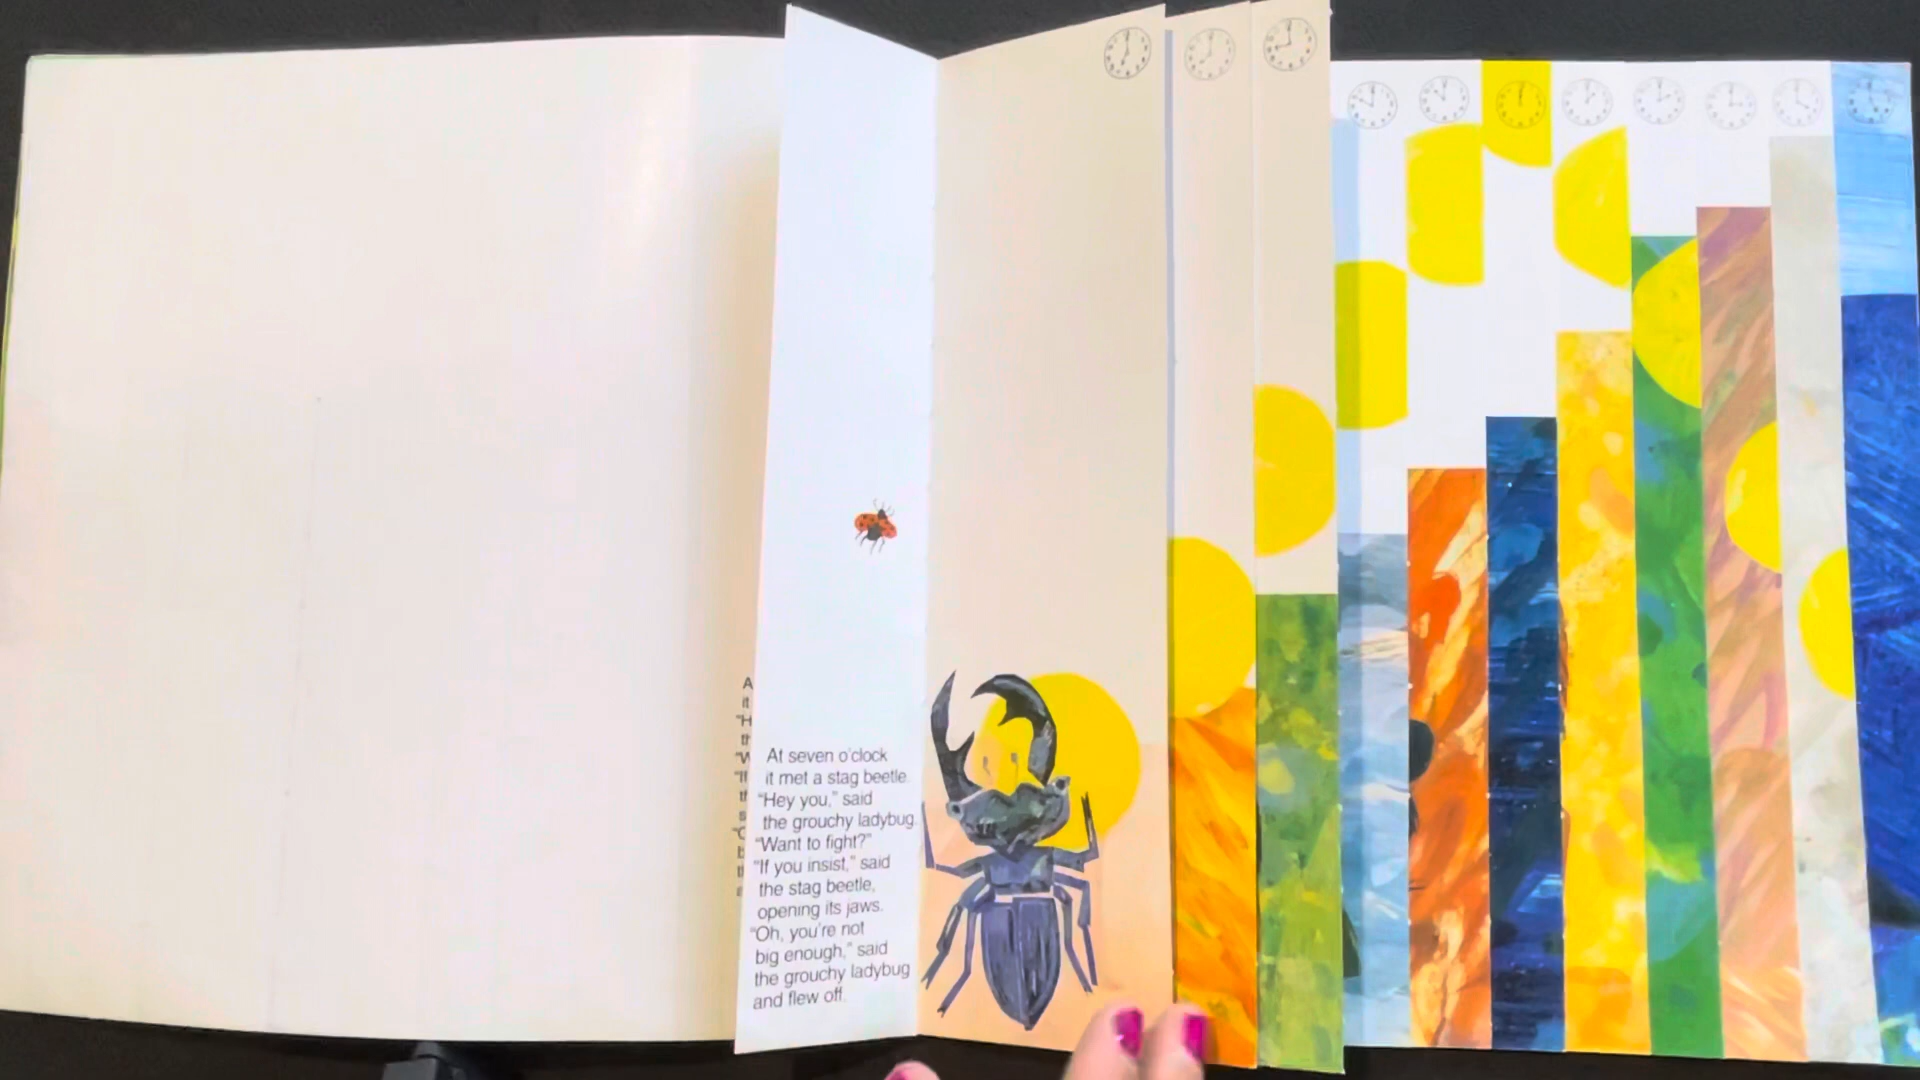 At seven o'clock
it met a stag beetle.
"Hey you," said
the grouchy ladybug.
"Want to fight?"
"If you insist," said
the stag beetle,
opening its jaws.
"Oh, you're not
big enough," said
the grouchy ladybug
and flew off.